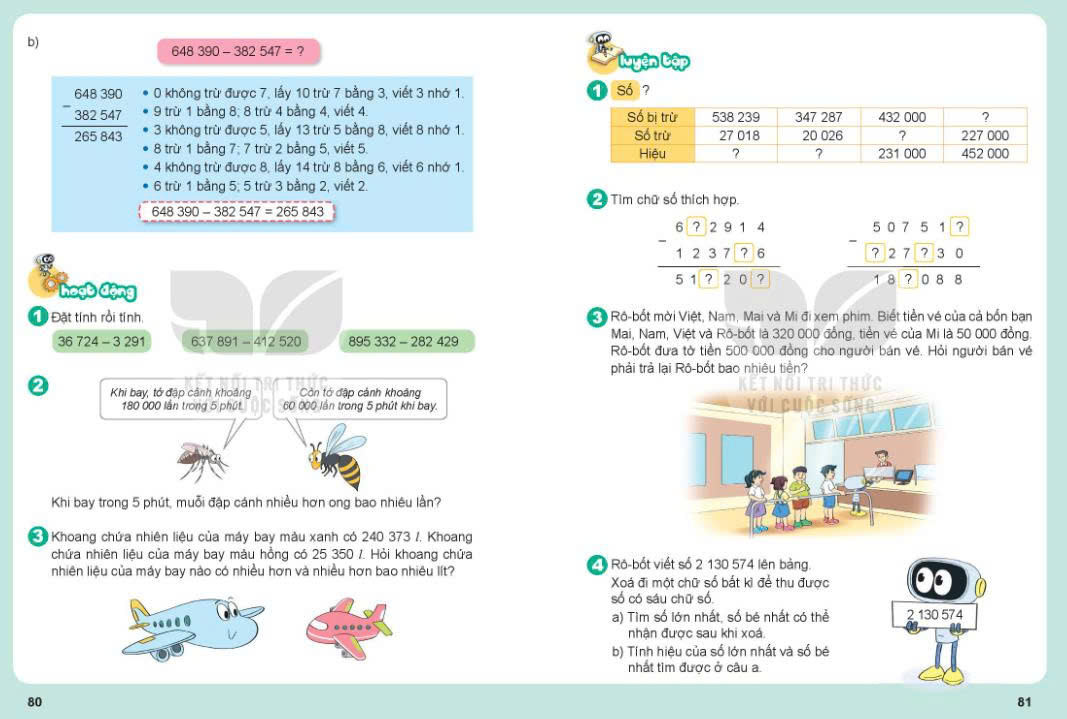 b)
648 390 – 382 547 = ?
648 390
–
382 547
265 843
• 0 không trừ được 7, lấy 10 trừ 7 bằng 3, viết 3 nhớ 1.
• 9 trừ 1 bằng 8; 8 trừ 4 bằng 4, viết 4.
• 3 không trừ được 5, lấy 13 trừ 5 bằng 8, viết 8 nhớ 1.
• 8 trừ 1 bằng 7; 7 trừ 2 bằng 5, viết 5.
• 4 không trừ được 8, lấy 14 trừ 8 bằng 6, viết 6 nhớ 1.
• 6 trừ 1 bằng 5; 5 trừ 3 bằng 2, viết 2.
648 390 – 382 547 = 265 843
hoạt động
1 Đặt tính rồi tính.
36 724 – 3 291 637 891 – 412 520 895 332 – 282 429
2
Khi bay, tớ đập cánh khoảng
180 000 lần trong 5 phút.
Còn tớ đập cánh khoảng
60 000 lần trong 5 phút khi bay.
Khi bay trong 5 phút, muỗi đập cánh nhiều hơn ong bao nhiêu lần?
3 Khoang chứa nhiên liệu của máy bay màu xanh có 240 373 l. Khoang
chứa nhiên liệu của máy bay màu hồng có 25 350 l. Hỏi khoang chứa
nhiên liệu của máy bay nào có nhiều hơn và nhiều hơn bao nhiêu lít?
80
luyện tập
1 Số ?
Số bị trừ 538 239 347 287 432 000 ?
Số trừ 27 018 20 026 ? 227 000
Hiệu ? ? 231 000 452 000
2 Tìm chữ số thích hợp.
6 ? 2 9 1 4
–
1 2 3 7 ? 6
5 1 ? 2 0 ?
5 0 7 5 1 ?
–
? 2 7 ? 3 0
1 8 ? 0 8 8
3 Rô-bốt mời Việt, Nam, Mai và Mi đi xem phim. Biết tiền vé của cả bốn bạn
Mai, Nam, Việt và Rô-bốt là 320 000 đồng, tiền vé của Mi là 50 000 đồng.
Rô-bốt đưa tờ tiền 500 000 đồng cho người bán vé. Hỏi người bán vé
phải trả lại Rô-bốt bao nhiêu tiền?
4 Rô-bốt viết số 2 130 574 lên bảng.
Xoá đi một chữ số bất kì để thu được
số có sáu chữ số.
a) Tìm số lớn nhất, số bé nhất có thể
nhận được sau khi xoá.
b) Tính hiệu của số lớn nhất và số bé
nhất tìm được ở câu a.
2 130 574
81
KẾT NỐI TRI THỨC
VỚI CUỘC SỐNG
KẾT NỐI TRI THỨC
VỚI CUỘC SỐNG